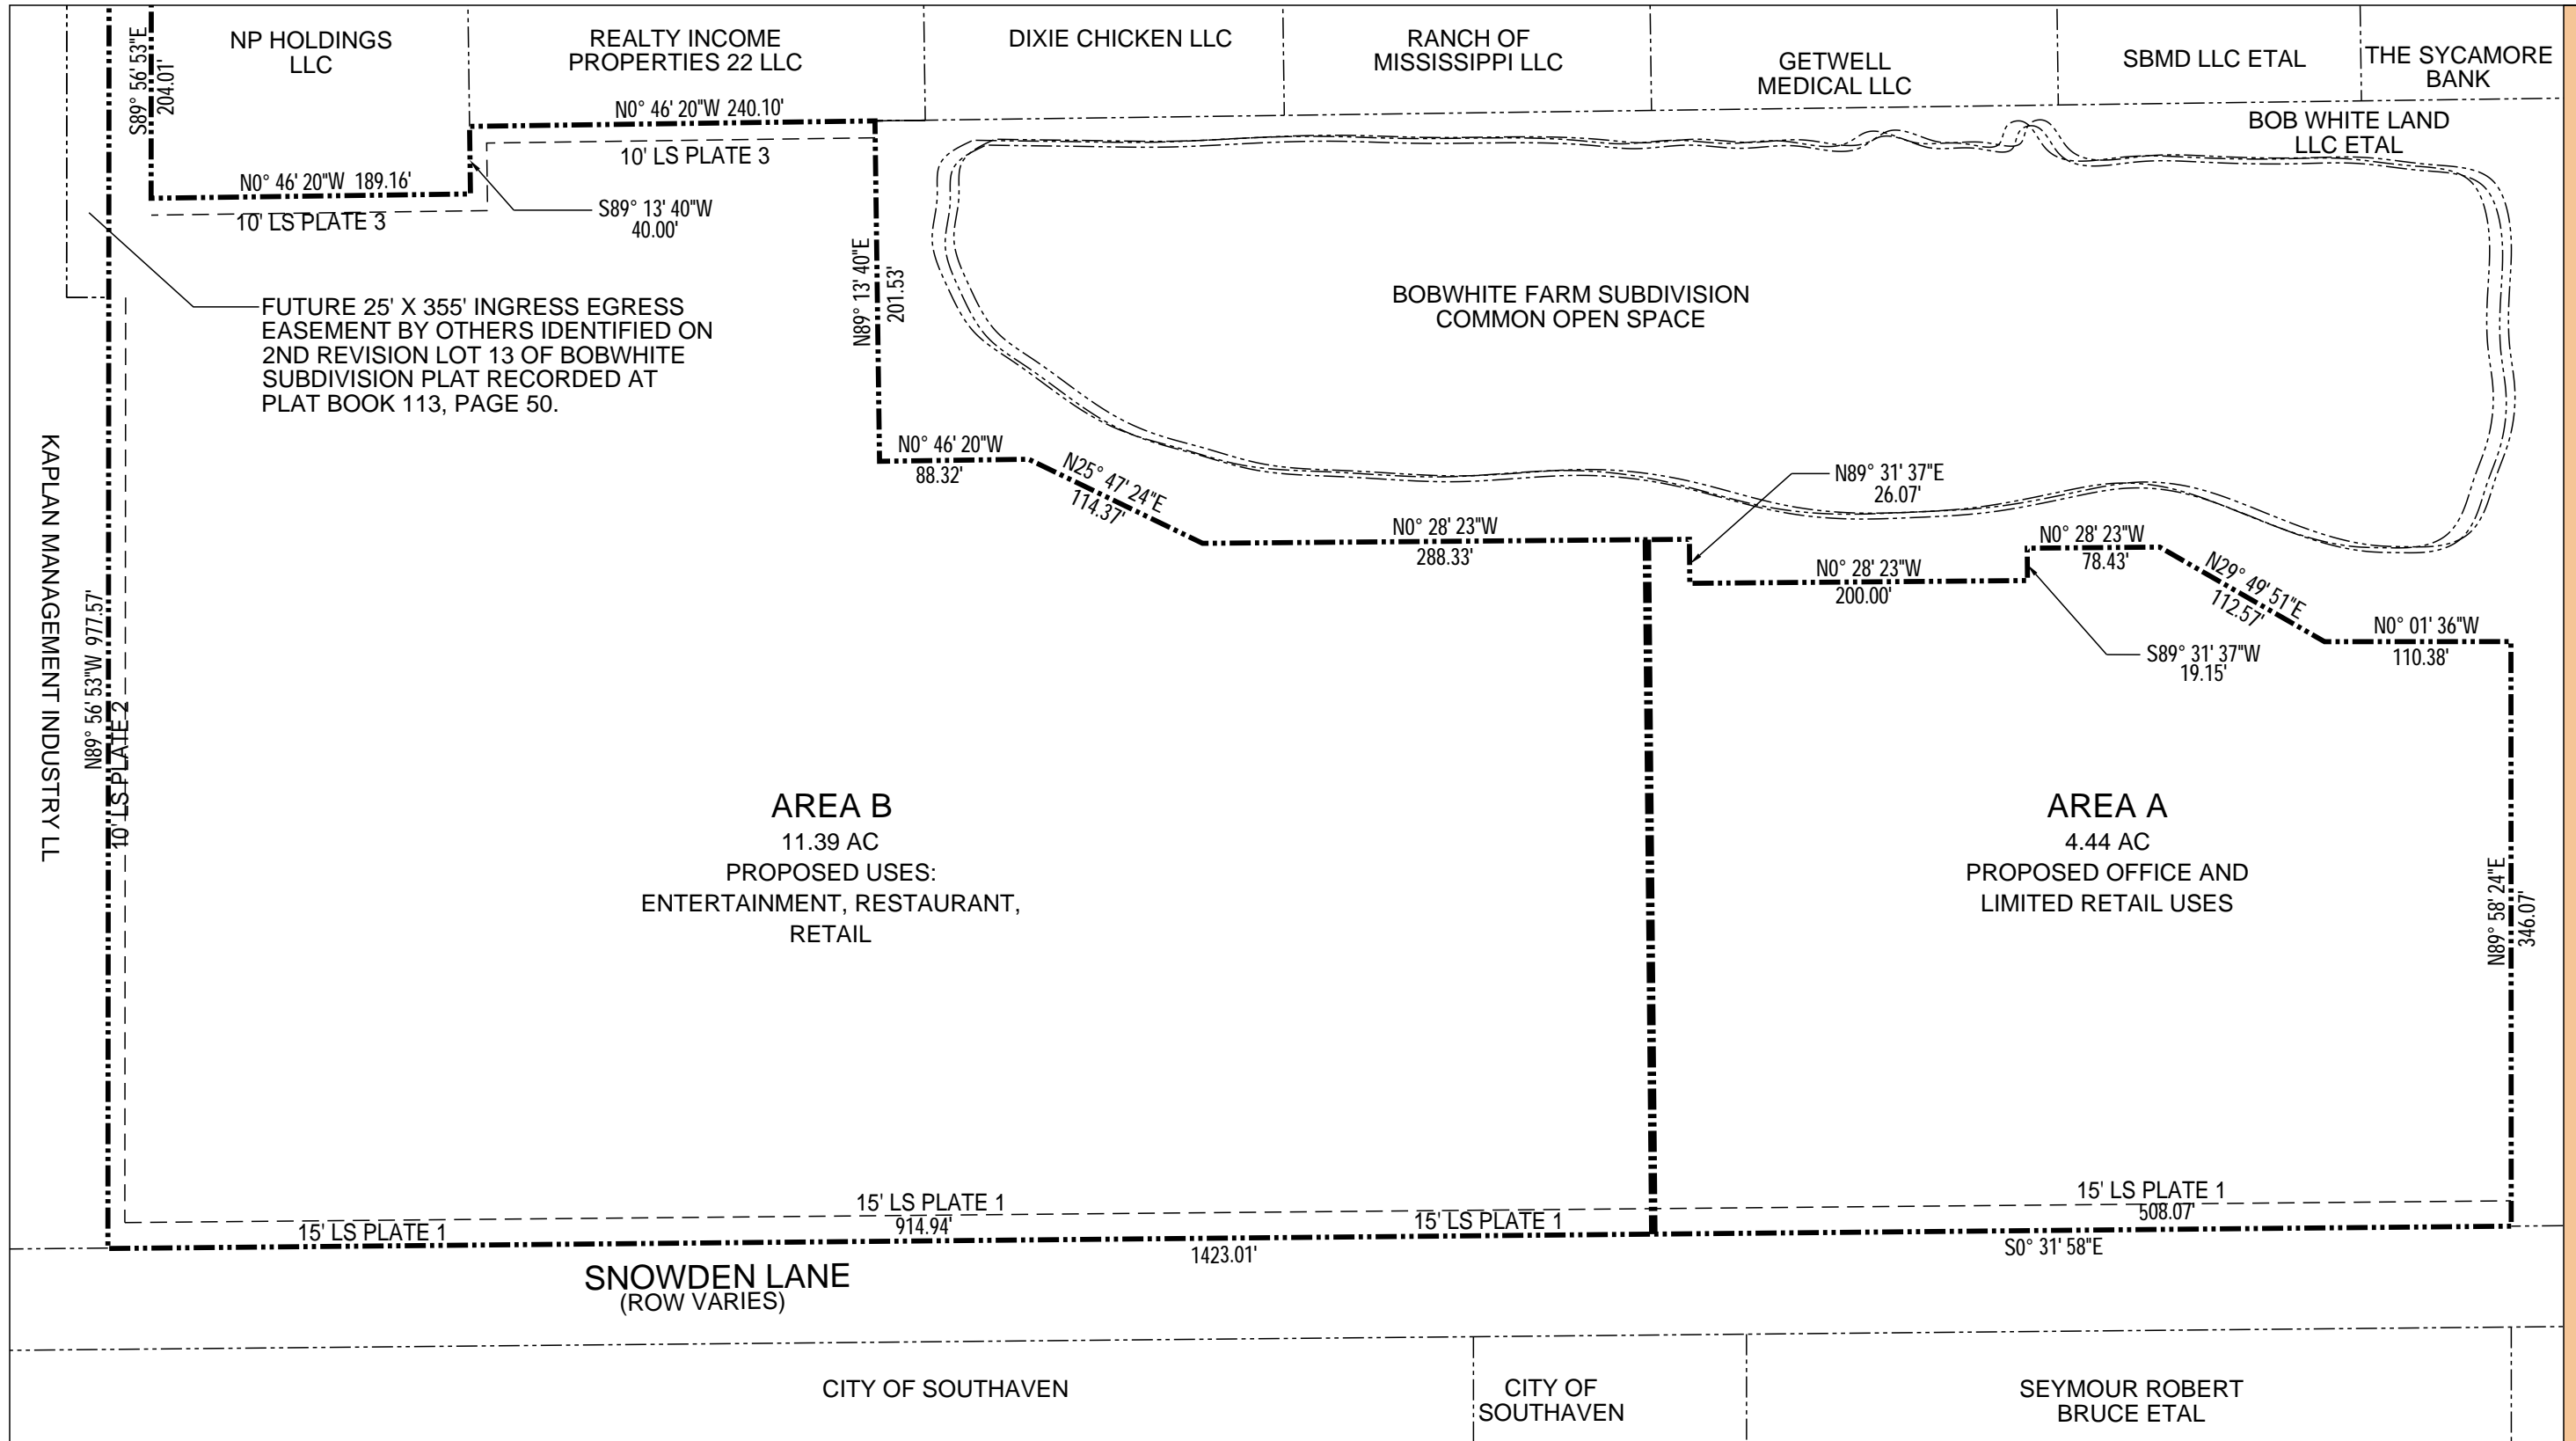 NP HOLDINGS
LLC
REALTY INCOME
PROPERTIES 22 LLC
DIXIE CHICKEN LLC
RANCH OF
MISSISSIPPI LLC
GETWELL
MEDICAL LLC
SBMD LLC ETAL
THE SYCAMORE
BANK
BOB WHITE LAND
LLC ETAL
S89° 56' 53"E
204.01'
N0° 46' 20"W 240.10'
10' LS PLATE 3
N0° 46' 20"W 189.16'
10' LS PLATE 3
S89° 13' 40"W
40.00'
N89° 13' 40"E
201.53'
BOBWHITE FARM SUBDIVISION
COMMON OPEN SPACE
FUTURE 25' X 355' INGRESS EGRESS
EASEMENT BY OTHERS IDENTIFIED ON
2ND REVISION LOT 13 OF BOBWHITE
SUBDIVISION PLAT RECORDED AT
PLAT BOOK 113, PAGE 50.
KAPLAN MANAGEMENT INDUSTRY LL
N89° 56' 53"W 977.57'
10' LS PLATE 2
N0° 46' 20"W
88.32'
N25° 47' 24"E
114.37'
N0° 28' 23"W
288.33'
N89° 31' 37"E
26.07'
N0° 28' 23"W
200.00'
N0° 28' 23"W
78.43'
S89° 31' 37"W
19.15'
N29° 49' 51"E
112.57'
N0° 01' 36"W
110.38'
AREA B
11.39 AC
PROPOSED USES:
ENTERTAINMENT, RESTAURANT,
RETAIL
AREA A
4.44 AC
PROPOSED OFFICE AND
LIMITED RETAIL USES
N89° 58' 24"E
346.07'
15' LS PLATE 1
15' LS PLATE 1
914.94'
15' LS PLATE 1
15' LS PLATE 1
508.07'
1423.01'
S0° 31' 58"E
SNOWDEN LANE
(ROW VARIES)
CITY OF SOUTHAVEN
CITY OF
SOUTHAVEN
SEYMOUR ROBERT
BRUCE ETAL